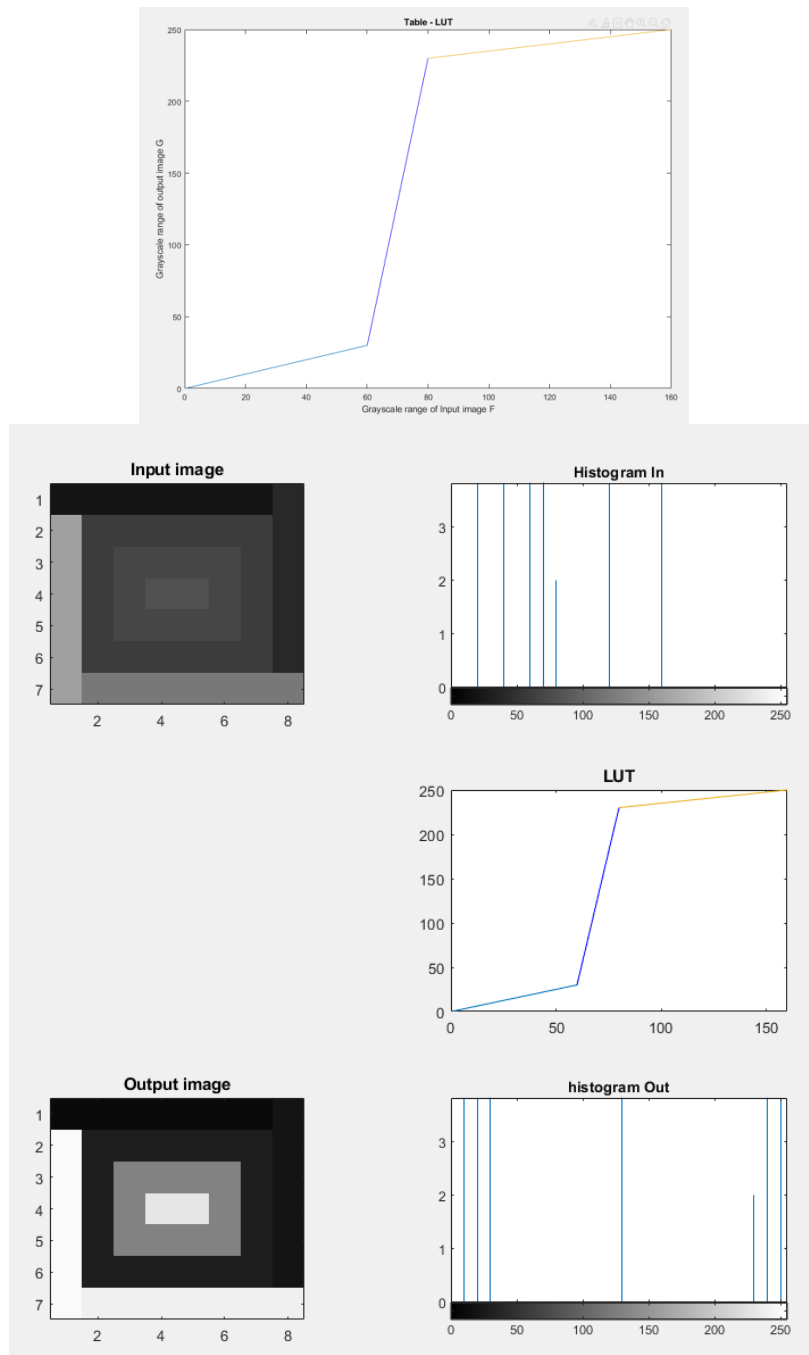 Table - LUT
250
200
150
100
50
0
Grayscale range of output image G
0 20 40 60 80 100 120 140 160
Grayscale range of Input image F
Input image
1
2
3
4
5
6
7
2 4 6 8
Histogram In
3
2
1
0
0 50 100 150 200 250
LUT
250
200
150
100
50
0
0 50 100 150
Output image
1
2
3
4
5
6
7
2 4 6 8
histogram Out
3
2
1
0
0 50 100 150 200 250